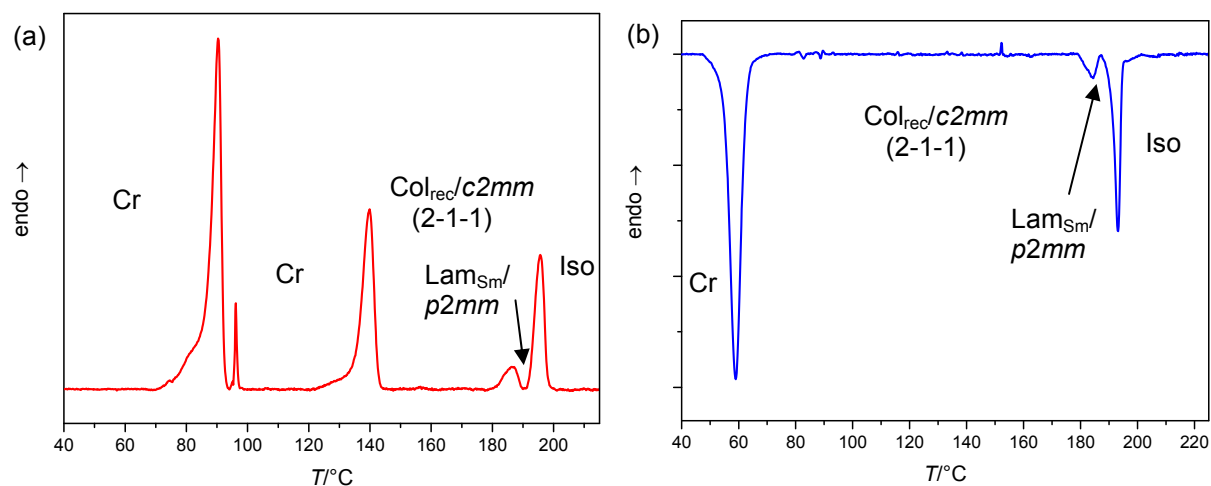 (a)
endo →
Cr
Cr
Col_rec/c2mm
(2-1-1)
Lam_Sm/
p2mm
Iso
40 60 80 100 120 140 160 180 200
T/°C
(b)
endo →
Cr
Col_rec/c2mm
(2-1-1)
Lam_Sm/
p2mm
Iso
40 60 80 100 120 140 160 180 200 220
T/°C